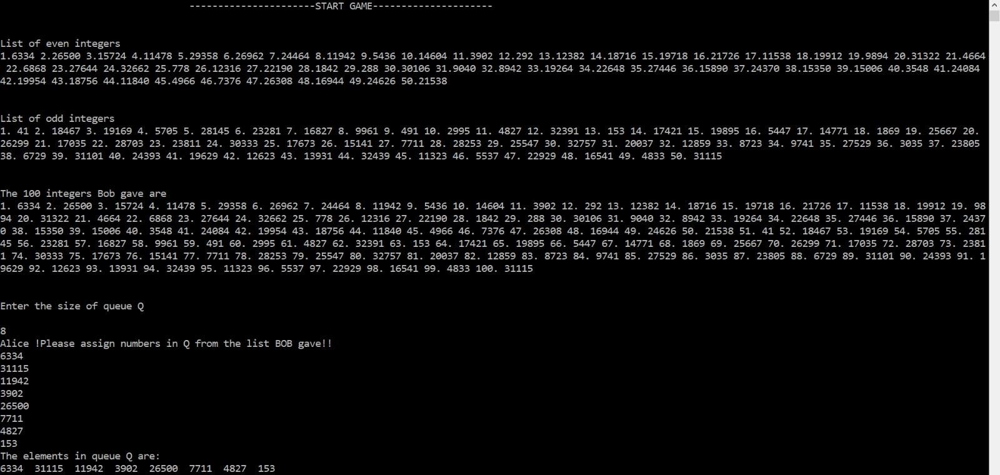 ----------------------START GAME---------------------
List of even integers
1.6334 2.26500 3.15724 4.11478 5.29358 6.26962 7.24464 8.11942 9.5436 10.14604 11.3902 12.292 13.12382 14.18716 15.19718 16.21726 17.11538 18.19912 19.9894 20.31322 21.4664
22.6868 23.27644 24.32662 25.778 26.12316 27.22190 28.1842 29.288 30.30106 31.9040 32.8942 33.19264 34.22648 35.27446 36.15890 37.24370 38.15350 39.15006 40.3548 41.24084
42.19954 43.18756 44.11840 45.4966 46.7376 47.26308 48.16944 49.24626 50.21538
List of odd integers
1. 41 2. 18467 3. 19169 4. 5705 5. 28145 6. 23281 7. 16827 8. 9961 9. 491 10. 2995 11. 4827 12. 32391 13. 153 14. 17421 15. 19895 16. 5447 17. 14771 18. 1869 19. 25667 20.
26299 21. 17035 22. 28703 23. 23811 24. 30333 25. 17673 26. 15141 27. 7711 28. 28253 29. 25547 30. 32757 31. 20037 32. 12859 33. 8723 34. 9741 35. 27529 36. 3035 37. 23805
38. 6729 39. 31101 40. 24393 41. 19629 42. 12623 43. 13931 44. 32439 45. 11323 46. 5537 47. 22929 48. 16541 49. 4833 50. 31115
The 100 integers Bob gave are
1. 6334 2. 26500 3. 15724 4. 11478 5. 29358 6. 26962 7. 24464 8. 11942 9. 5436 10. 14604 11. 3902 12. 292 13. 12382 14. 18716 15. 19718 16. 21726 17. 11538 18. 19912 19. 98
94 20. 31322 21. 4664 22. 6868 23. 27644 24. 32662 25. 778 26. 12316 27. 22190 28. 1842 29. 288 30. 30106 31. 9040 32. 8942 33. 19264 34. 22648 35. 27446 36. 15890 37. 2437
0 38. 15350 39. 15006 40. 3548 41. 24084 42. 19954 43. 18756 44. 11840 45. 4966 46. 7376 47. 26308 48. 16944 49. 24626 50. 21538 51. 41 52. 18467 53. 19169 54. 5705 55. 281
45 56. 23281 57. 16827 58. 9961 59. 491 60. 2995 61. 4827 62. 32391 63. 153 64. 17421 65. 19895 66. 5447 67. 14771 68. 1869 69. 25667 70. 26299 71. 17035 72. 28703 73. 2381
1 74. 30333 75. 17673 76. 15141 77. 7711 78. 28253 79. 25547 80. 32757 81. 20037 82. 12859 83. 8723 84. 9741 85. 27529 86. 3035 87. 23805 88. 6729 89. 31101 90. 24393 91. 1
9629 92. 12623 93. 13931 94. 32439 95. 11323 96. 5537 97. 22929 98. 16541 99. 4833 100. 31115
Enter the size of queue Q
8
Alice !Please assign numbers in Q from the list BOB gave!!
6334
31115
11942
3902
26500
7711
4827
153
The elements in queue Q are:
6334  31115  11942  3902  26500  7711  4827  153